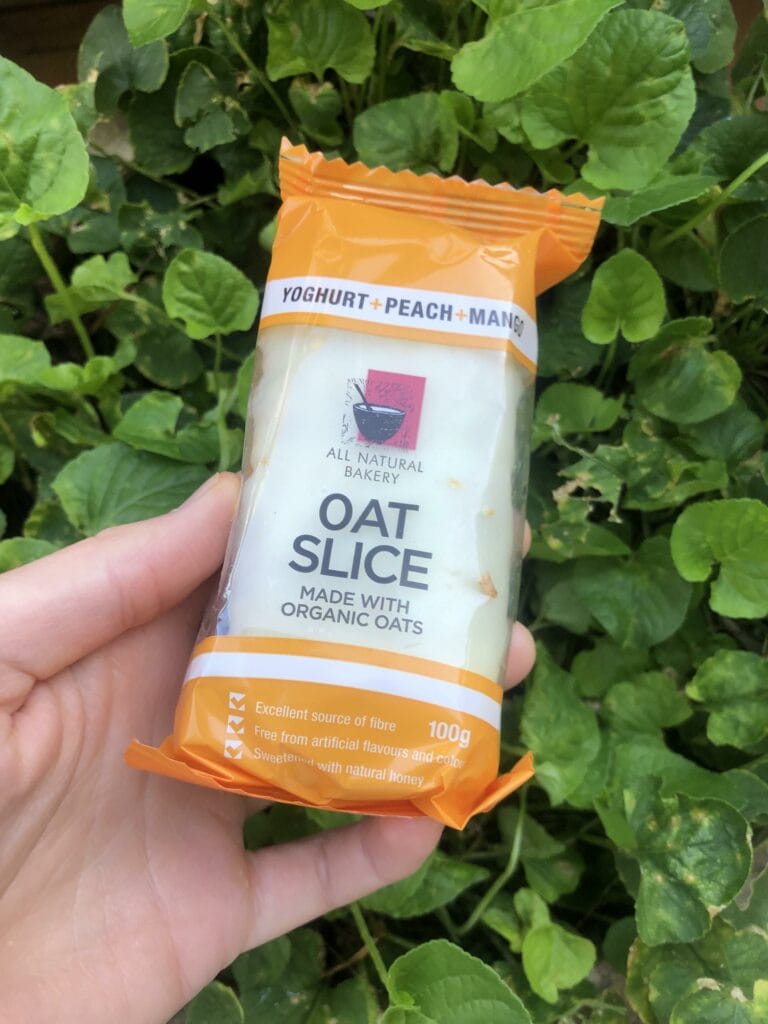 YOGHURT+PEACH+MANGO
ALL NATURAL
BAKERY
OAT
SLICE
MADE WITH
ORGANIC OATS
Excellent source of fibre
100g
Free from artificial flavours and
Sweetened with natural honey